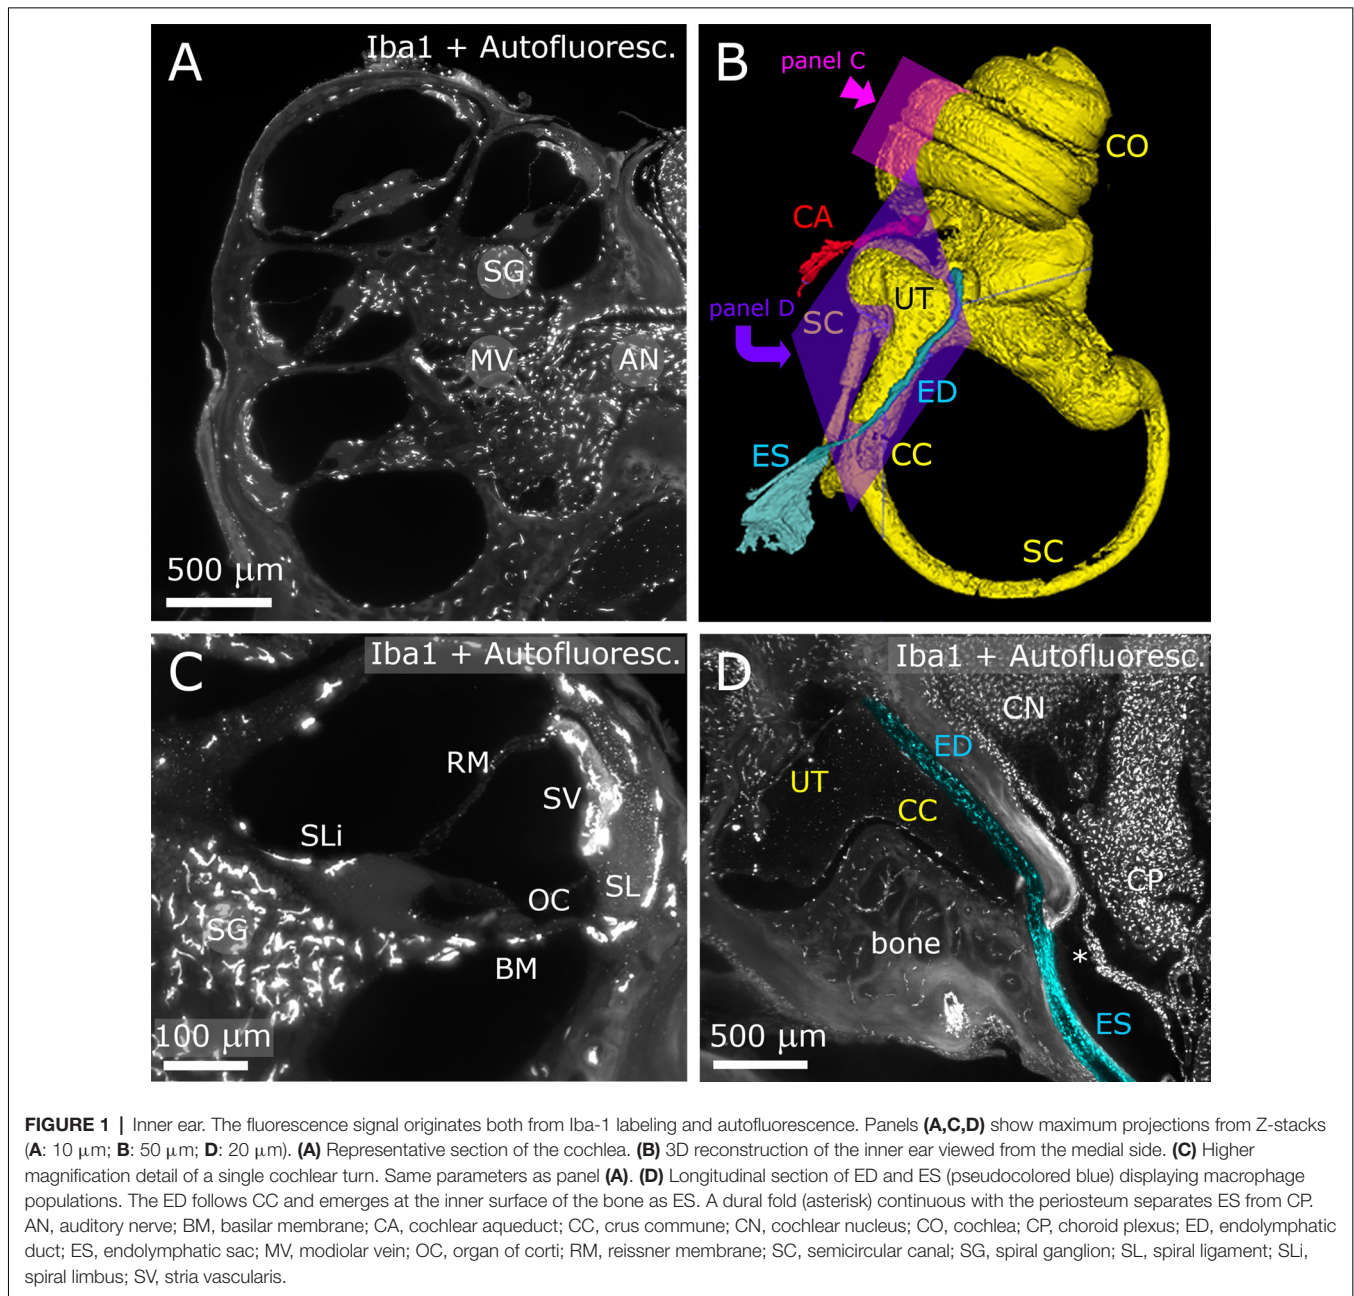 A
Iba1 + Autofluoresc.
SG
MV
AN
500 μm
B
panel C
CO
CA
UT
panel D
SC
ED
ES
CC
SC
C
Iba1 + Autofluoresc.
RM
SV
SLi
OC
SL
SG
BM
100 μm
D
Iba1 + Autofluoresc.
CN
ED
UT
CC
CP
bone
*
ES
500 μm
FIGURE 1 | Inner ear. The fluorescence signal originates both from Iba-1 labeling and autofluorescence. Panels (A,C,D) show maximum projections from Z-stacks
(A: 10 μm; B: 50 μm; D: 20 μm). (A) Representative section of the cochlea. (B) 3D reconstruction of the inner ear viewed from the medial side. (C) Higher
magnification detail of a single cochlear turn. Same parameters as panel (A). (D) Longitudinal section of ED and ES (pseudocolored blue) displaying macrophage
populations. The ED follows CC and emerges at the inner surface of the bone as ES. A dural fold (asterisk) continuous with the periosteum separates ES from CP.
AN, auditory nerve; BM, basilar membrane; CA, cochlear aqueduct; CC, crus commune; CN, cochlear nucleus; CO, cochlea; CP, choroid plexus; ED, endolymphatic
duct; ES, endolymphatic sac; MV, modiolar vein; OC, organ of corti; RM, reissner membrane; SC, semicircular canal; SG, spiral ganglion; SL, spiral ligament; SLi,
spiral limbus; SV, stria vascularis.